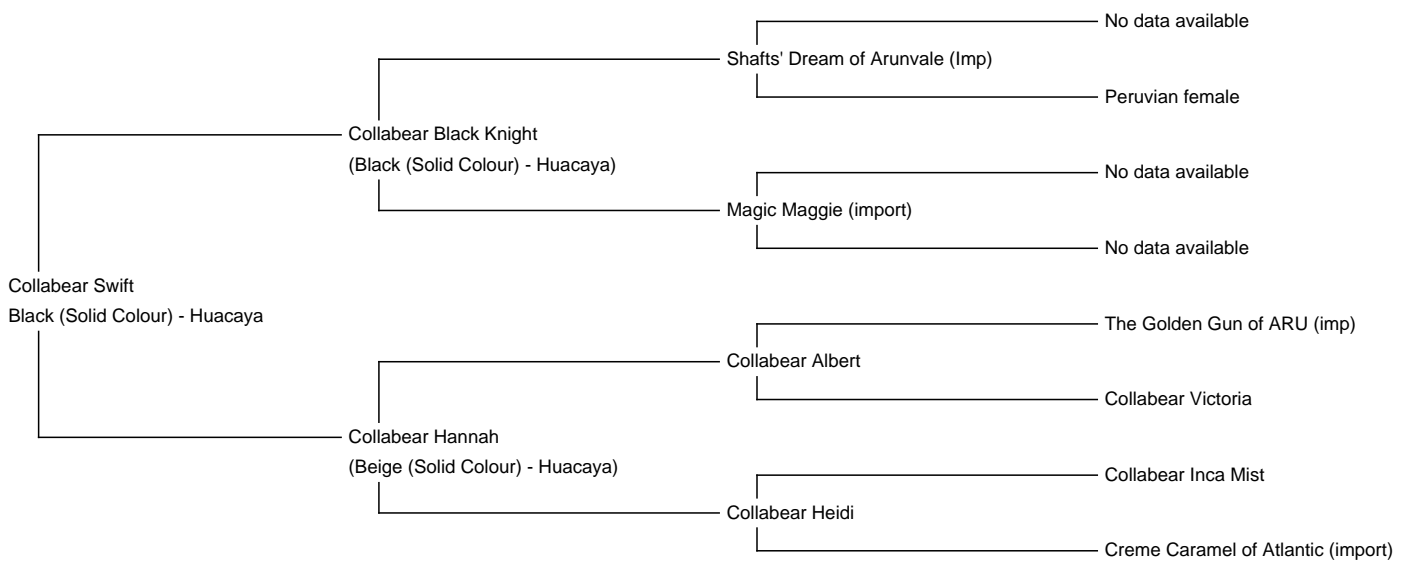 No data available
Shafts' Dream of Arunvale (Imp)
Peruvian female
Collabear Black Knight
(Black (Solid Colour) - Huacaya)
No data available
Magic Maggie (import)
No data available
Collabear Swift
Black (Solid Colour) - Huacaya
The Golden Gun of ARU (imp)
Collabear Albert
Collabear Victoria
Collabear Hannah
(Beige (Solid Colour) - Huacaya)
Collabear Inca Mist
Collabear Heidi
Creme Caramel of Atlantic (import)